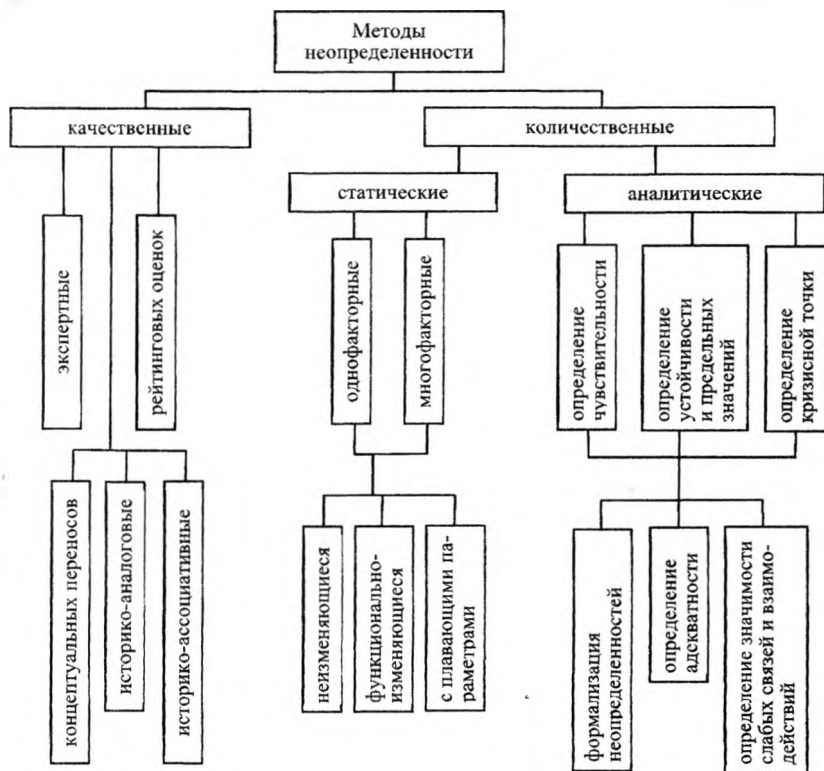 Методы
неопределенности
качественные
количественные
статические
аналитические
экспертные
рейтинговых оценок
однофакторные
многофакторные
определение
чувствительности
определение
устойчивости
и предельных
значений
определение
кризисной точки
концептуальных переносов
историко-аналоговые
историко-ассоциативные
неизменяющиеся
функционально-
изменяющиеся
с плавающими па-
раметрами
формализация
неопределенностей
определение
адскватности
определение значимости
слабых связей и взаимо-
действий